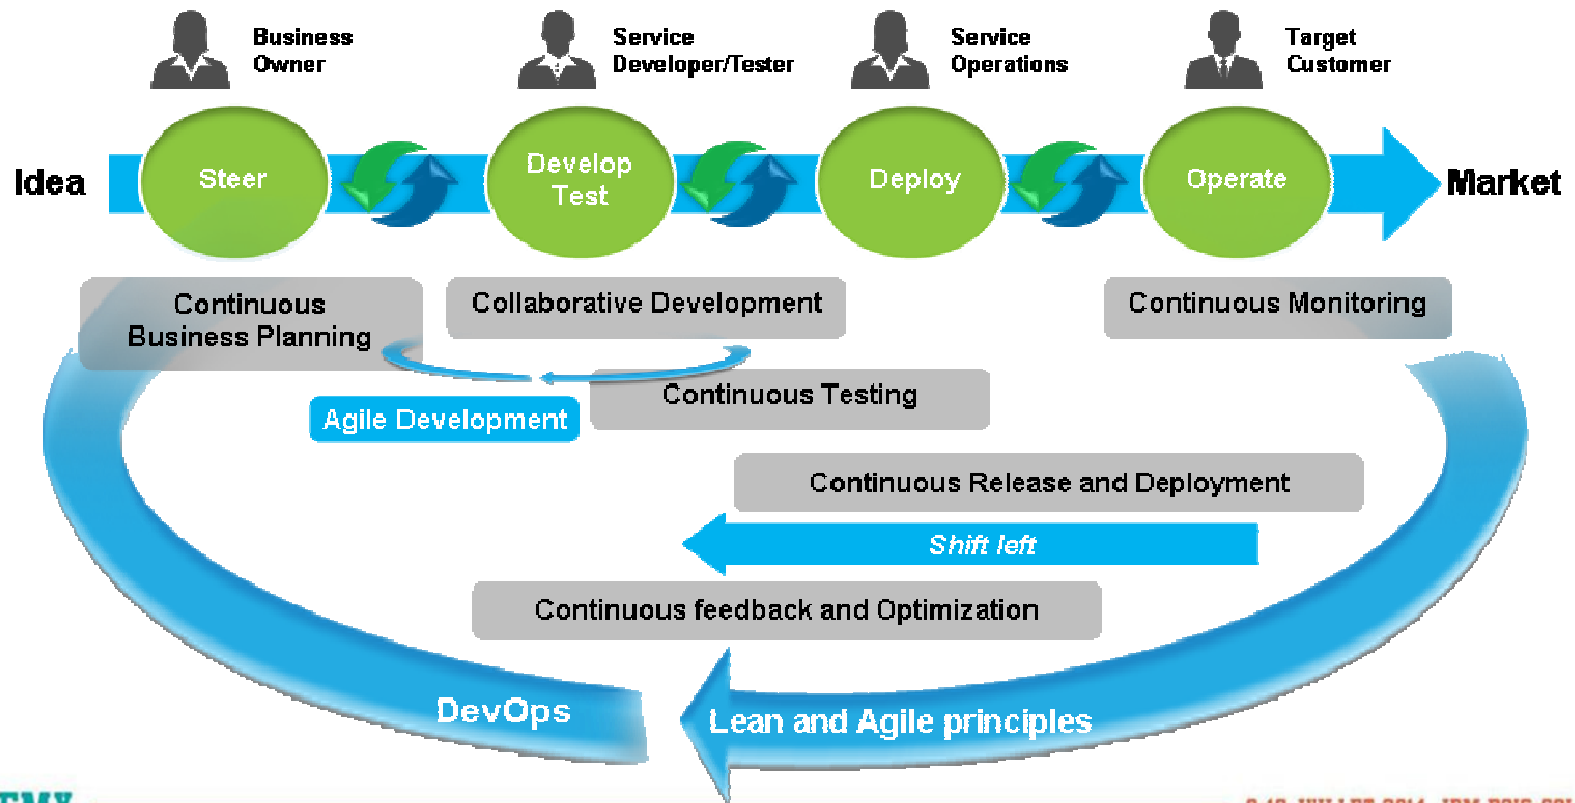 Business
Owner
Service
Developer/Tester
Service
Operations
Target
Customer
Idea
Steer
Develop
Test
Deploy
Operate
Market
Continuous
Business Planning
Collaborative Development
Continuous Monitoring
Continuous Testing
Agile Development
Continuous Release and Deployment
Shift left
Continuous feedback and Optimization
DevOps
Lean and Agile principles